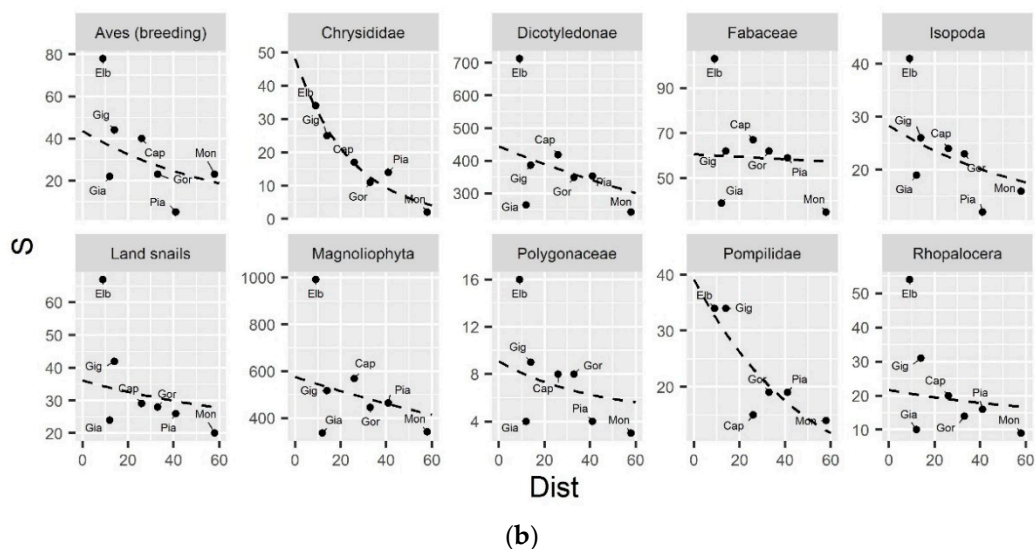 Aves (breeding) Chrysididae Dicotyledonae Fabaceae Isopoda
80 60 40 20 Elb Gig Gia Cap Gor Pia Mon
50 40 30 20 10 0 Elb Gig Cap Gor Pia Mon
700 600 500 400 300 Elb Gig Gia Cap Gor Pia Mon
90 70 50 Elb Gig Gia Cap Gor Pia Mon
40 30 20 Elb Gig Gia Cap Gor Pia Mon
S
Land snails Magnoliophyta Polygonaceae Pompilidae Rhopalocera
60 50 40 30 20 Elb Gig Gia Cap Gor Pia Mon
1000 800 600 400 Elb Gig Gia Cap Gor Pia Mon
16 12 8 4 Elb Gig Gia Cap Gor Pia Mon
40 30 20 Elb Gig Cap Gor Pia Mon
50 40 30 20 10 Elb Gig Gia Cap Gor Pia Mon
0 20 40 60 0 20 40 60 0 20 40 60 0 20 40 60 0 20 40 60
Dist
(b)